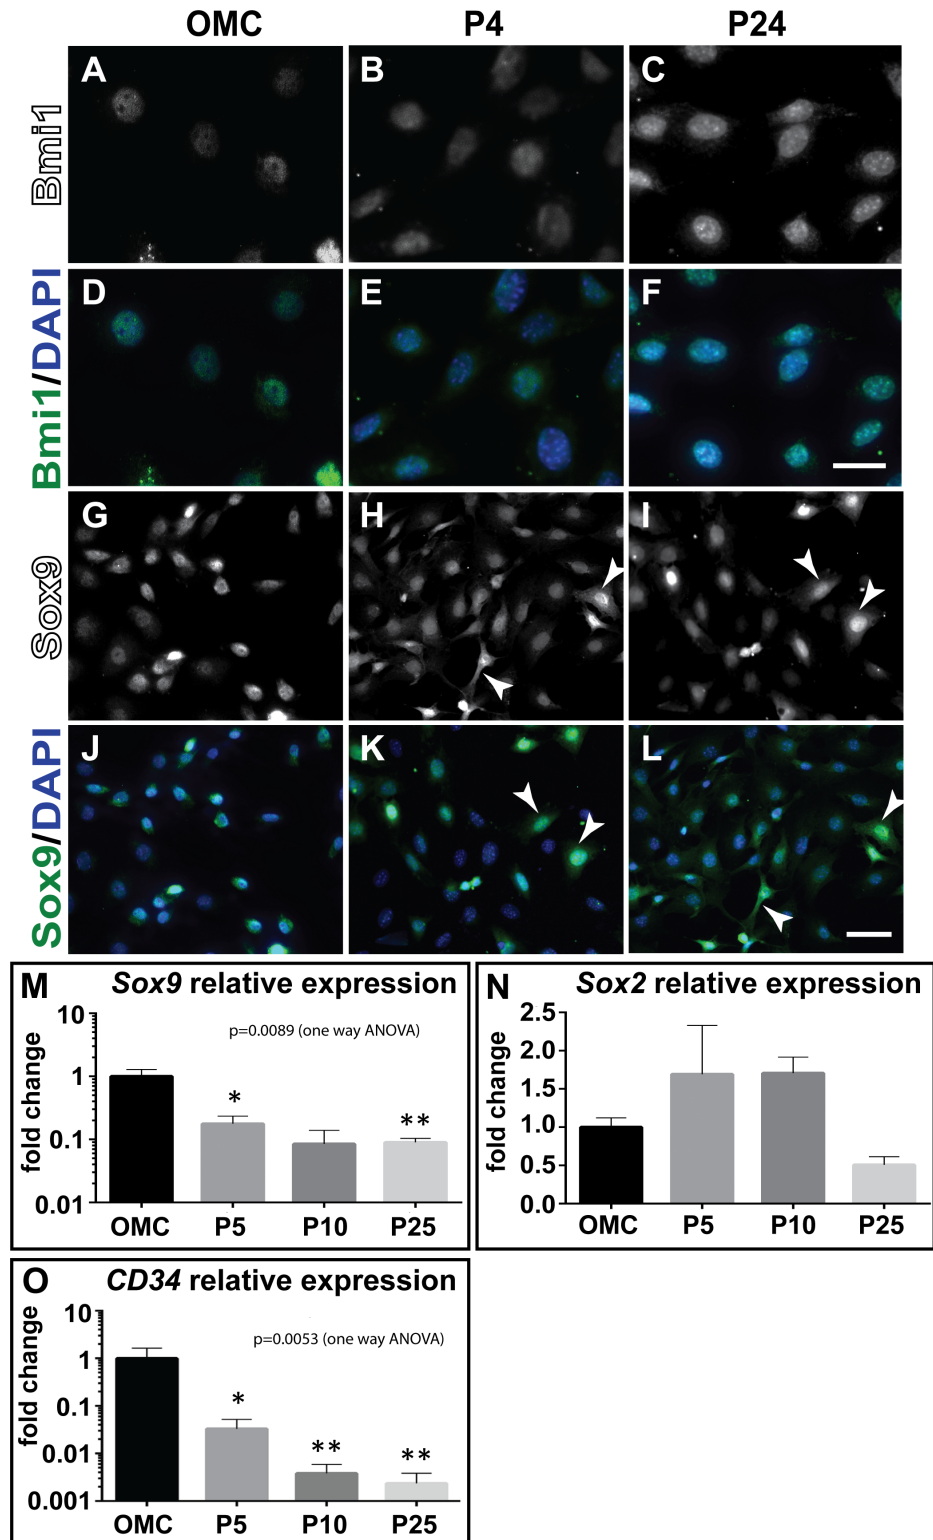 OMC P4 P24
Bmi1
A B C
Bmi1/DAPI
D E F
Sox9
G H I
Sox9/DAPI
J K L
M Sox9 relative expression
p=0.0089 (one way ANOVA)
fold change
10
1
0.1
0.01
*
**
OMC P5 P10 P25
N Sox2 relative expression
fold change
2.5
2.0
1.5
1.0
0.5
0.0
OMC P5 P10 P25
O CD34 relative expression
p=0.0053 (one way ANOVA)
fold change
10
1
0.1
0.01
0.001
*
**
**
OMC P5 P10 P25